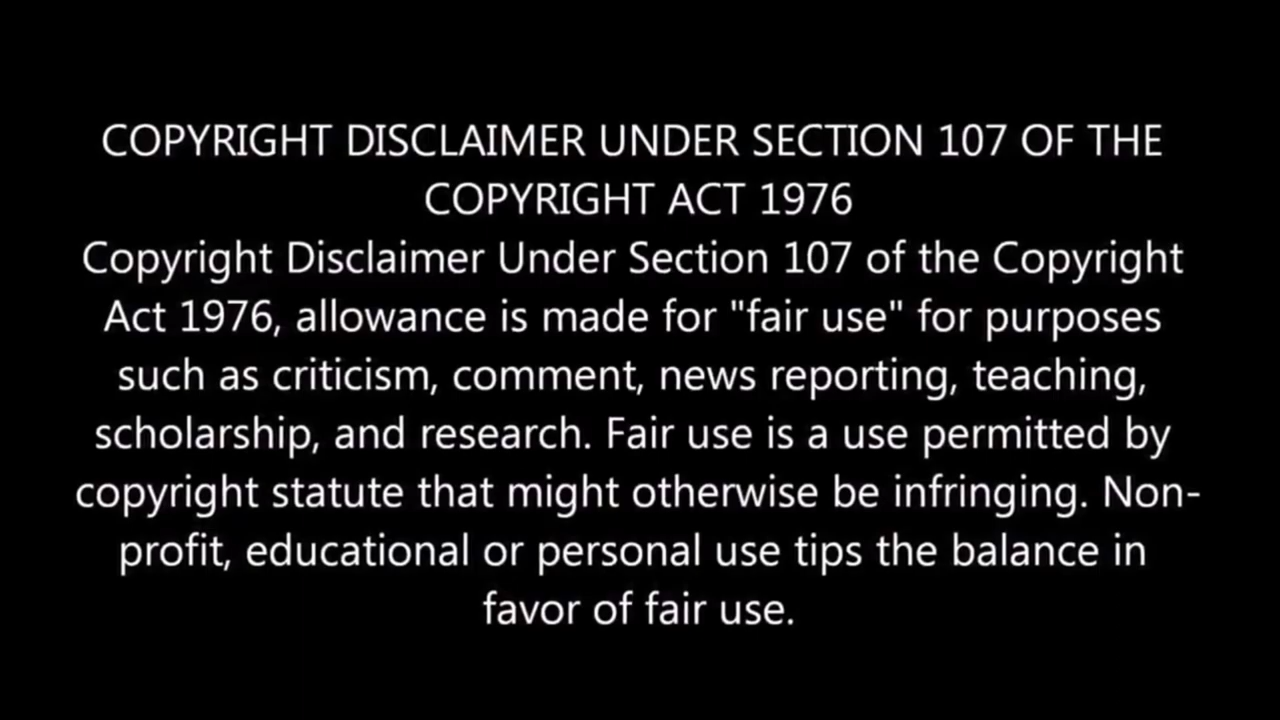 COPYRIGHT DISCLAIMER UNDER SECTION 107 OF THE
COPYRIGHT ACT 1976
Copyright Disclaimer Under Section 107 of the Copyright
Act 1976, allowance is made for "fair use" for purposes
such as criticism, comment, news reporting, teaching,
scholarship, and research. Fair use is a use permitted by
copyright statute that might otherwise be infringing. Non-
profit, educational or personal use tips the balance in
favor of fair use.